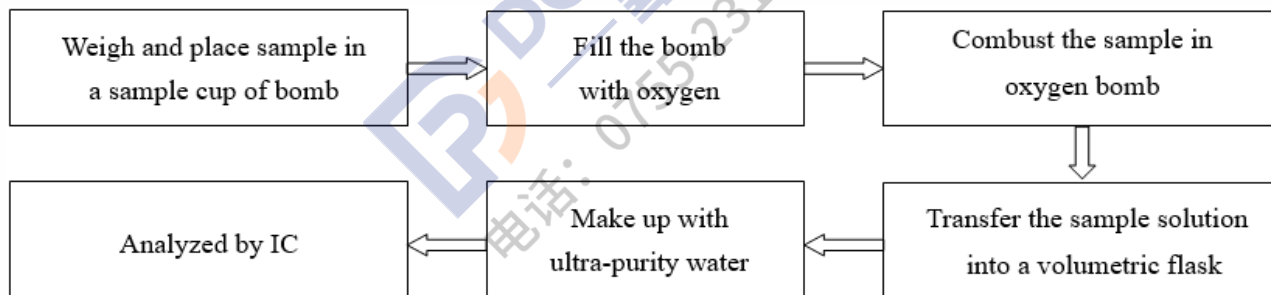 Weigh and place sample in
a sample cup of bomb
Fill the bomb
with oxygen
Combust the sample in
oxygen bomb
Transfer the sample solution
into a volumetric flask
Make up with
ultra-purity water
Analyzed by IC
电话：0755-231